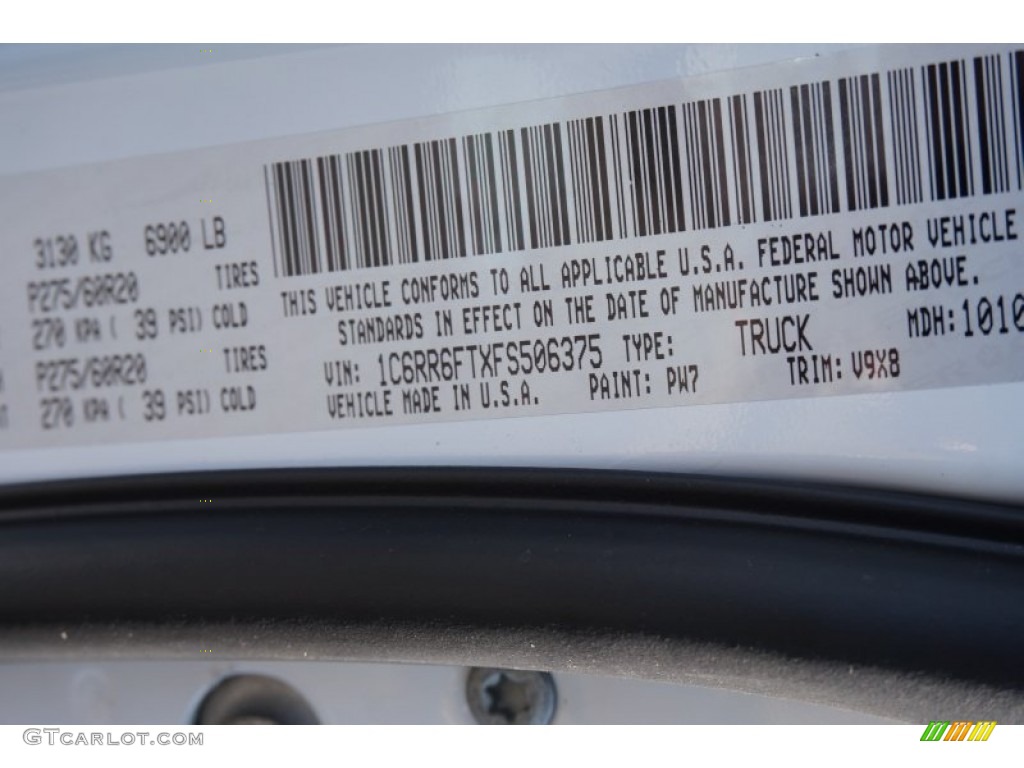 3130 KG 6900 LB
P275/60R20 TIRES
270 KPA ( 39 PSI) COLD
P275/60R20 TIRES
270 KPA ( 39 PSI) COLD
THIS VEHICLE CONFORMS TO ALL APPLICABLE U.S.A. FEDERAL MOTOR VEHICLE
STANDARDS IN EFFECT ON THE DATE OF MANUFACTURE SHOWN ABOVE.
VIN: 1C6RR6FTXFS506375 TYPE: TRUCK MDH: 1010
VEHICLE MADE IN U.S.A. PAINT: PW7 TRIM: V9X8
GTcarlot.com